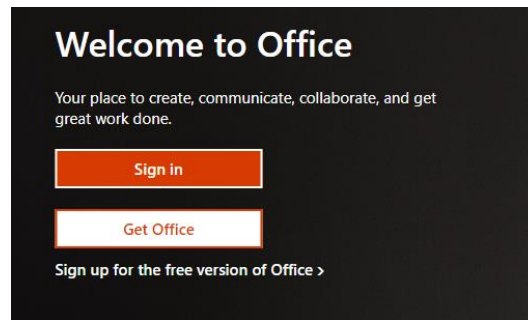 Welcome to Office
Your place to create, communicate, collaborate, and get
great work done.
Sign in
Get Office
Sign up for the free version of Office >